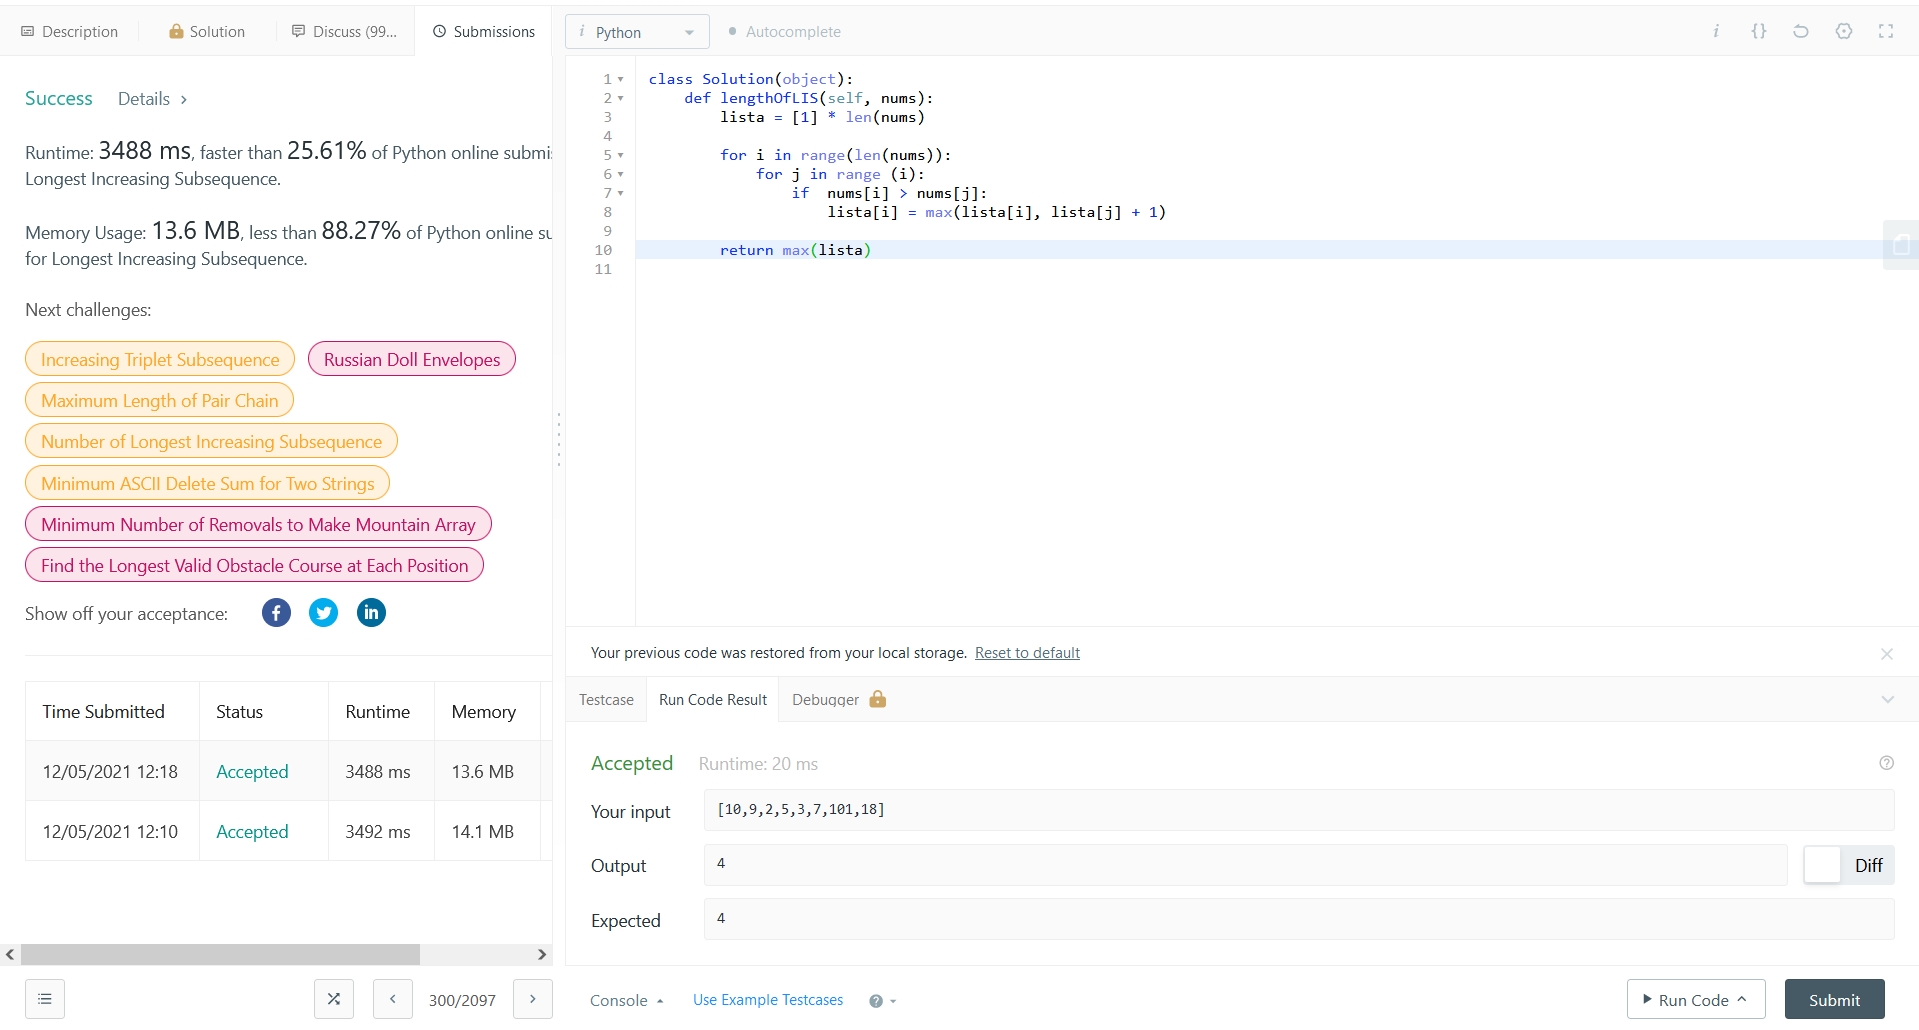 Description
Solution
Discuss (99...
Submissions
i Python
Autocomplete
i {}
Success Details >
Runtime: 3488 ms, faster than 25.61% of Python online submi
Longest Increasing Subsequence.
Memory Usage: 13.6 MB, less than 88.27% of Python online su
for Longest Increasing Subsequence.
Next challenges:
Increasing Triplet Subsequence
Russian Doll Envelopes
Maximum Length of Pair Chain
Number of Longest Increasing Subsequence
Minimum ASCII Delete Sum for Two Strings
Minimum Number of Removals to Make Mountain Array
Find the Longest Valid Obstacle Course at Each Position
Show off your acceptance:
f in
Time Submitted Status Runtime Memory
12/05/2021 12:18 Accepted 3488 ms 13.6 MB
12/05/2021 12:10 Accepted 3492 ms 14.1 MB
300/2097
1 class Solution(object):
2     def lengthOfLIS(self, nums):
3         lista = [1] * len(nums)
4
5         for i in range(len(nums)):
6             for j in range (i):
7                 if  nums[i] > nums[j]:
8                     lista[i] = max(lista[i], lista[j] + 1)
9
10         return max(lista)
11
Your previous code was restored from your local storage. Reset to default
Testcase
Run Code Result
Debugger
Accepted Runtime: 20 ms
Your input [10,9,2,5,3,7,101,18]
Output 4
Diff
Expected 4
Console
Use Example Testcases
Run Code
Submit